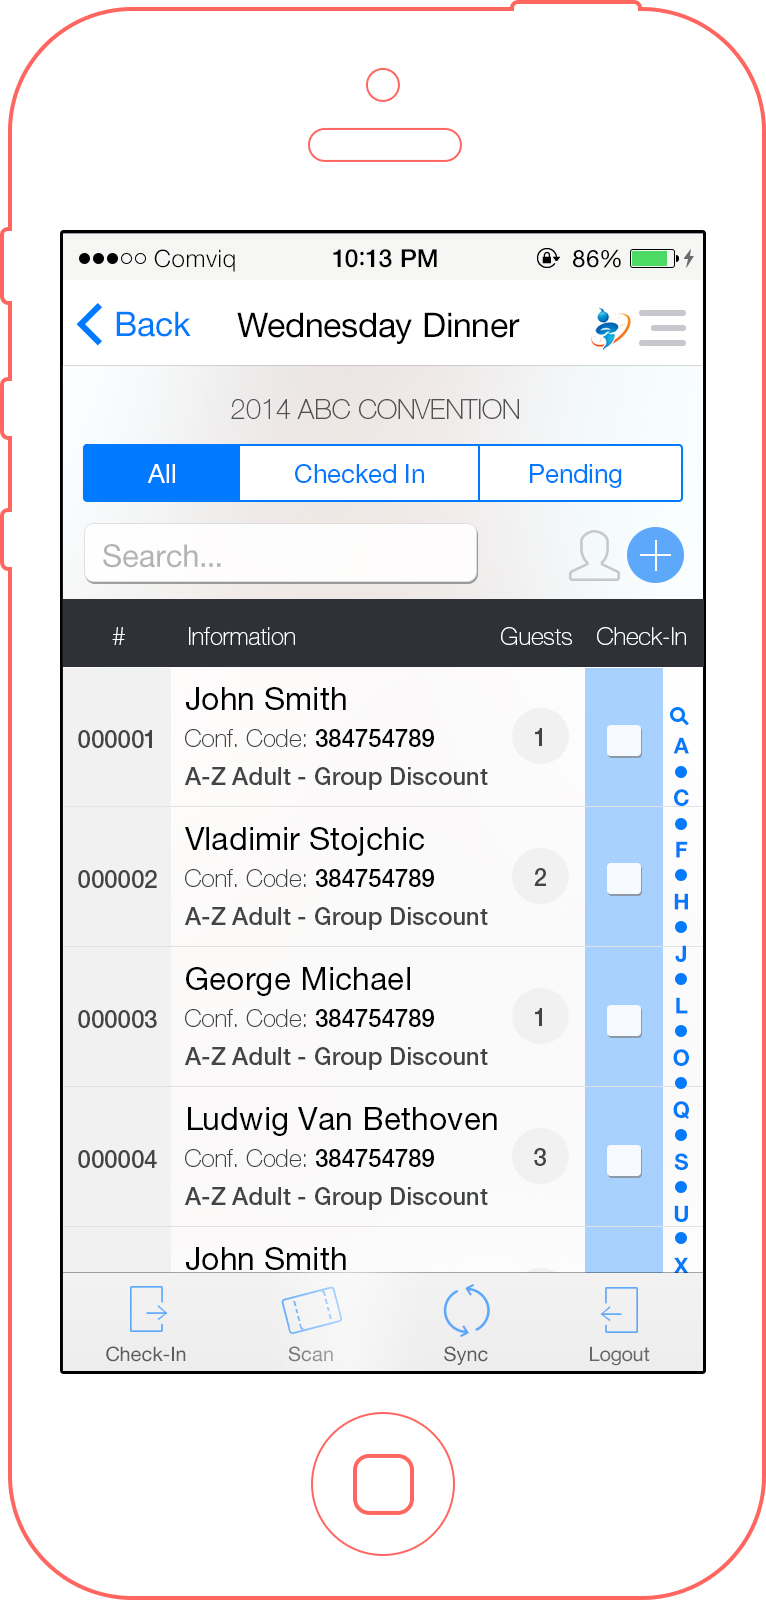 Comviq 10:13 PM 86%
Back Wednesday Dinner
2014 ABC CONVENTION
All Checked In Pending
Search...
# Information Guests Check-In
John Smith
000001 Conf. Code: 384754789 1
A-Z Adult - Group Discount
Vladimir Stojchic
000002 Conf. Code: 384754789 2
A-Z Adult - Group Discount
George Michael
000003 Conf. Code: 384754789 1
A-Z Adult - Group Discount
Ludwig Van Bethoven
000004 Conf. Code: 384754789 3
A-Z Adult - Group Discount
John Smith
A
C
F
H
J
L
O
Q
S
U
X
Check-In Scan Sync Logout